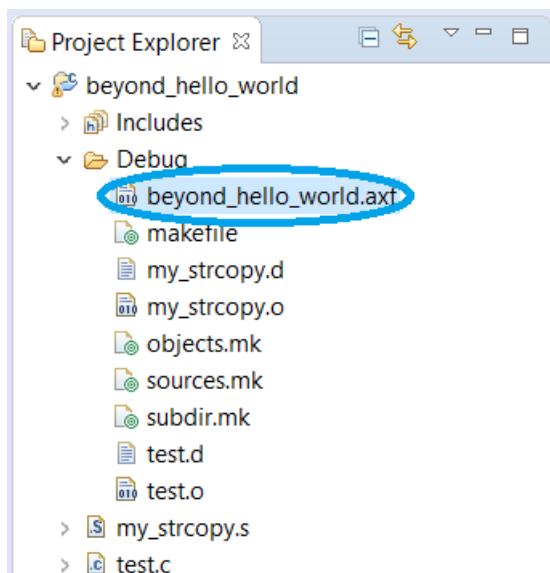 Project Explorer
beyond_hello_world
Includes
Debug
beyond_hello_world.axf
makefile
my_strcopy.d
my_strcopy.o
objects.mk
sources.mk
subdir.mk
test.d
test.o
my_strcopy.s
test.c